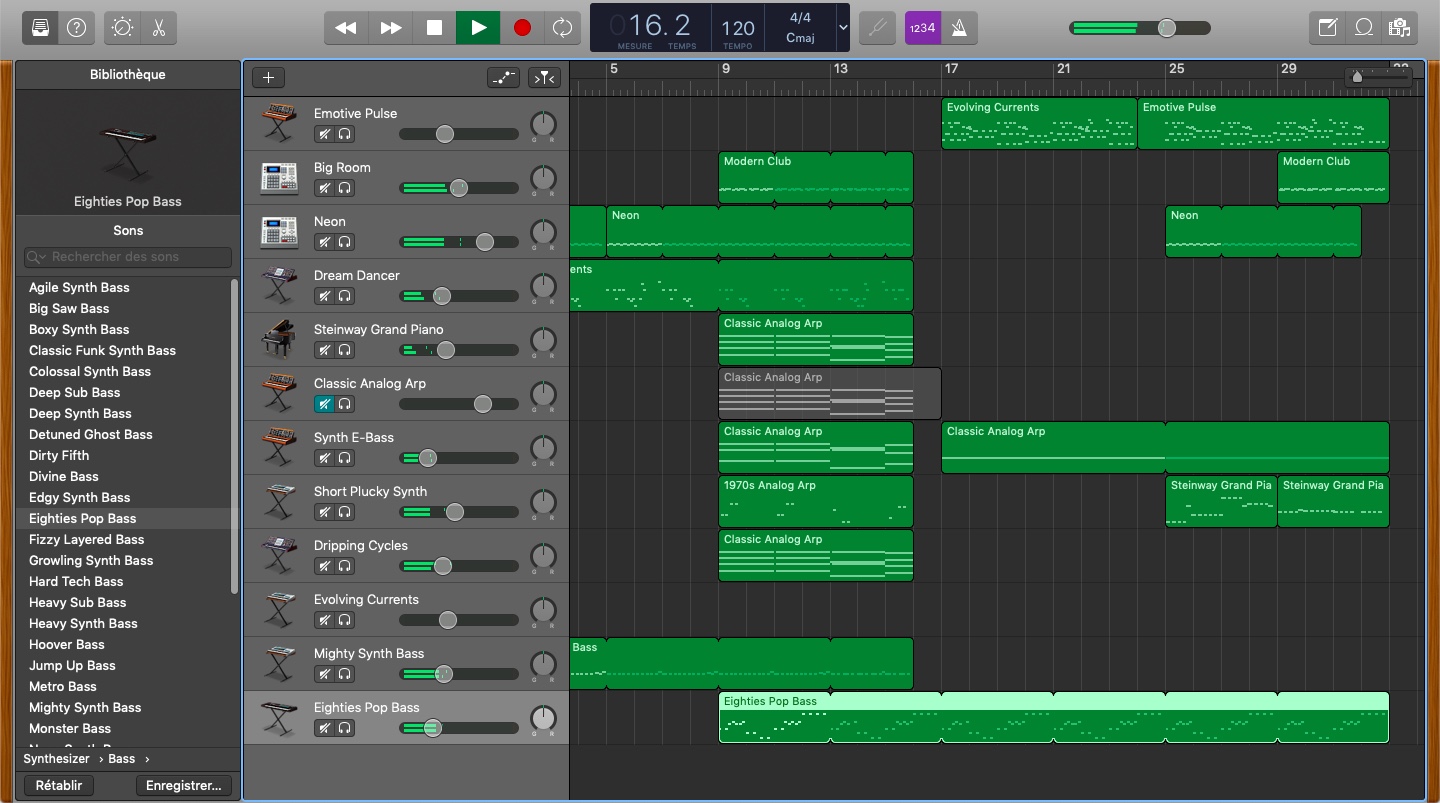 016.2
120
4/4
Cmaj
MESURE
TEMPS
TEMPO
1234
Bibliothèque
Eighties Pop Bass
Sons
Rechercher des sons
Agile Synth Bass
Big Saw Bass
Boxy Synth Bass
Classic Funk Synth Bass
Colossal Synth Bass
Deep Sub Bass
Deep Synth Bass
Detuned Ghost Bass
Dirty Fifth
Divine Bass
Edgy Synth Bass
Eighties Pop Bass
Fizzy Layered Bass
Growling Synth Bass
Hard Tech Bass
Heavy Sub Bass
Heavy Synth Bass
Hoover Bass
Jump Up Bass
Metro Bass
Mighty Synth Bass
Monster Bass
Synthesizer › Bass ›
Rétablir
Enregistrer...
5 9 13 17 21 25 29
Emotive Pulse
G R
Evolving Currents
Emotive Pulse
Big Room
G R
Modern Club
Modern Club
Neon
G R
Neon
Neon
Dream Dancer
G R
ents
Steinway Grand Piano
G R
Classic Analog Arp
Classic Analog Arp
G R
Classic Analog Arp
Synth E-Bass
G R
Classic Analog Arp
Classic Analog Arp
Short Plucky Synth
G R
1970s Analog Arp
Steinway Grand Pia
Steinway Grand Pia
Dripping Cycles
G R
Classic Analog Arp
Evolving Currents
G R
Mighty Synth Bass
G R
Bass
Eighties Pop Bass
G R
Eighties Pop Bass